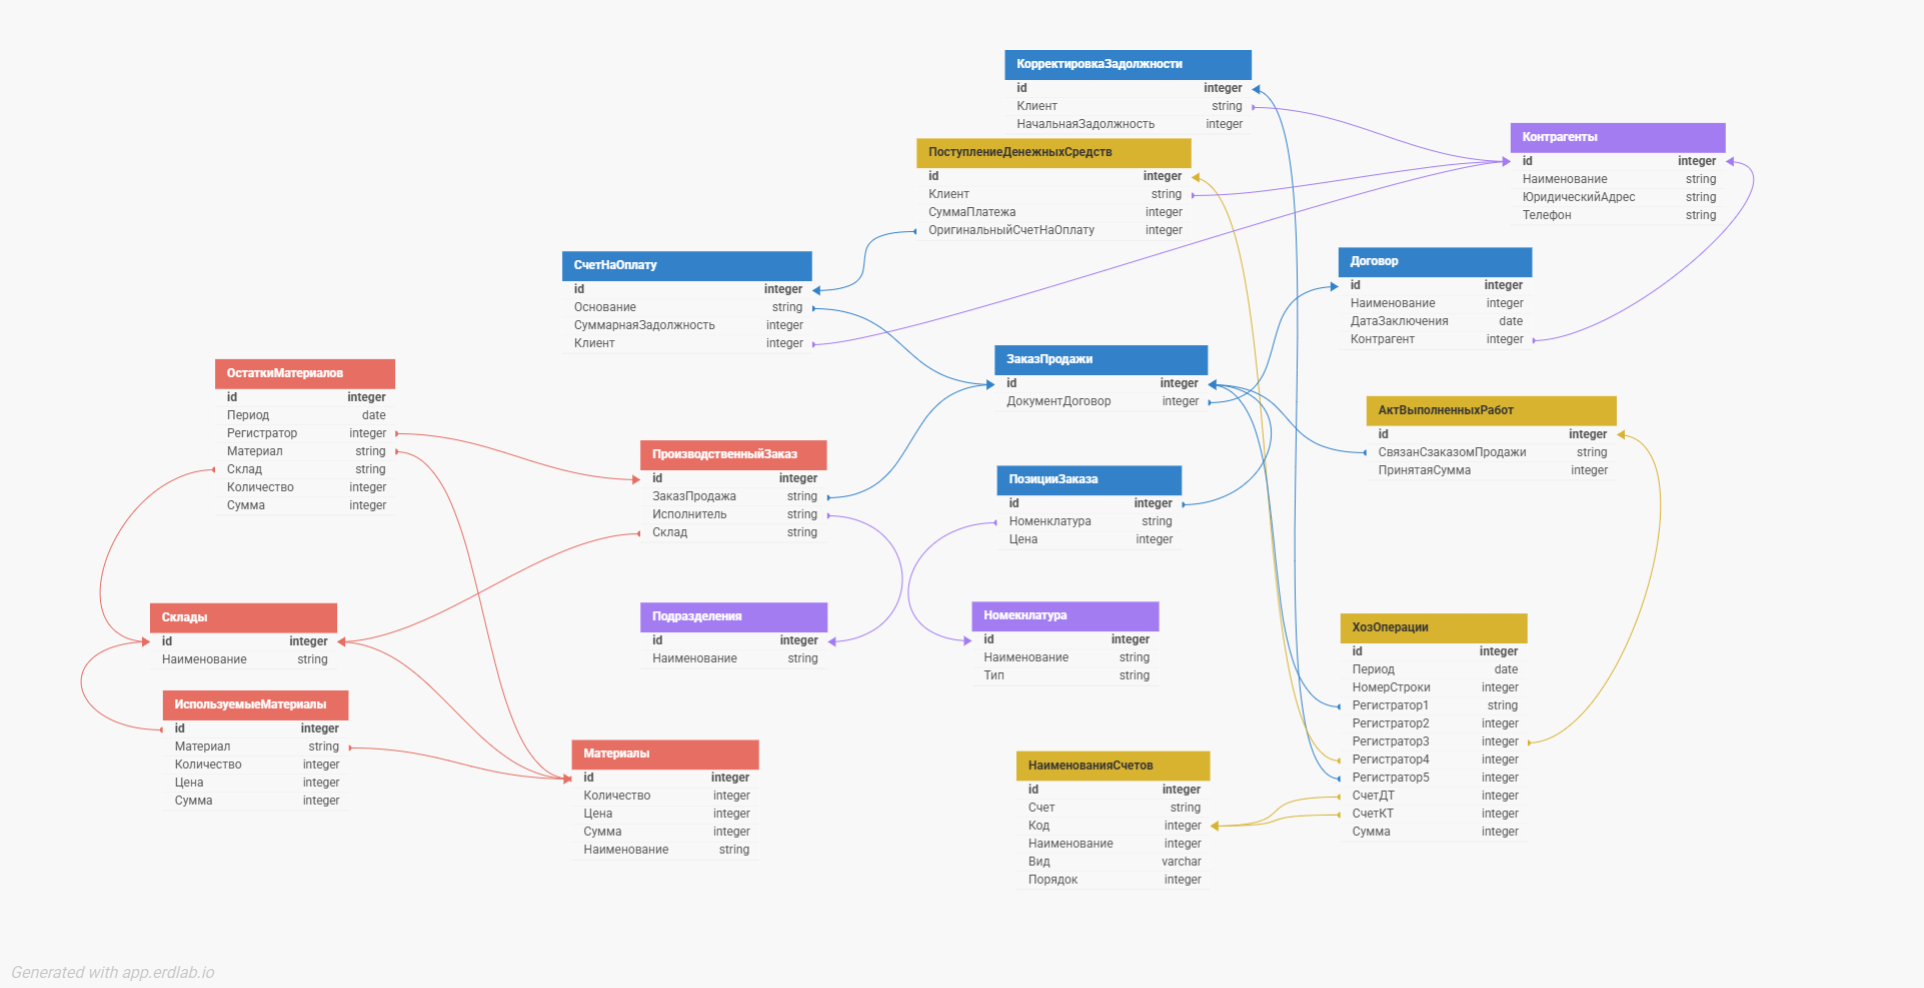 КорректировкаЗадолжности
id integer
Клиент string
НачальнаяЗадолжность integer
ПоступлениеДенежныхСредств
id integer
Клиент string
СуммаПлатежа integer
ОригинальныйСчетНаОплату integer
Контрагенты
id integer
Наименование string
ЮридическийАдрес string
Телефон string
СчетНаОплату
id integer
Основание string
СуммарнаяЗадолжность integer
Клиент integer
Договор
id integer
Наименование integer
ДатаЗаключения date
Контрагент integer
ОстаткиМатериалов
id integer
Период date
Регистратор integer
Материал string
Склад string
Количество integer
Сумма integer
ЗаказПродажи
id integer
ДокументДоговор integer
АктВыполненныхРабот
id integer
СвязанСзаказомПродажи string
ПринятаяСумма integer
ПроизводственныйЗаказ
id integer
ЗаказПродажа string
Исполнитель string
Склад string
ПозицииЗаказа
id integer
Номенклатура string
Цена integer
Склады
id integer
Наименование string
Подразделения
id integer
Наименование string
Номекнлатура
id integer
Наименование string
Тип string
ХозОперации
id integer
Период date
НомерСтроки integer
Регистратор1 string
Регистратор2 integer
Регистратор3 integer
Регистратор4 integer
Регистратор5 integer
СчетДТ integer
СчетКТ integer
Сумма integer
ИспользуемыеМатериалы
id integer
Материал string
Количество integer
Цена integer
Сумма integer
Материалы
id integer
Количество integer
Цена integer
Сумма integer
Наименование string
НаименованияСчетов
id integer
Счет string
Код integer
Наименование integer
Вид varchar
Порядок integer
Generated with app.erdlab.io